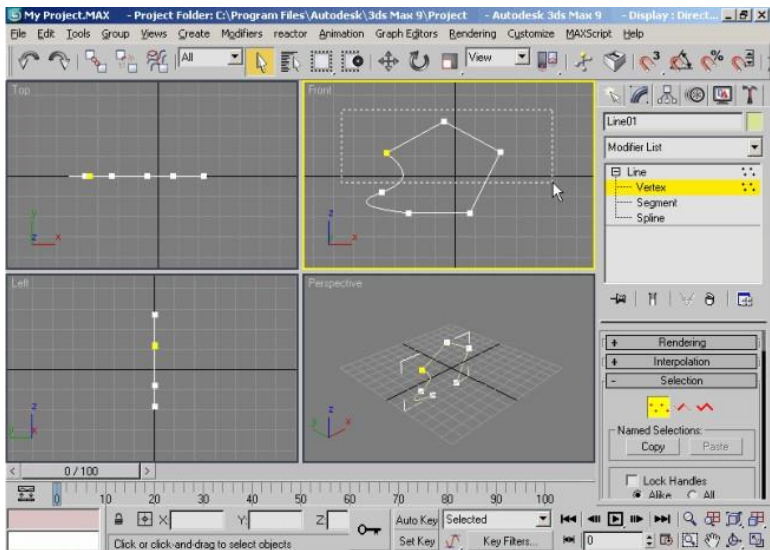 My Project.MAX - Project Folder: C:\Program Files\Autodesk\3ds Max 9\Project - Autodesk 3ds Max 9 - Display : Direct...
File Edit Tools Group Views Create Modifiers reactor Animation Graph Editors Rendering Customize MAXScript Help
All
View
Top
y
z x
Front
z
y x
Line01
Modifier List
Line
Vertex
Segment
Spline
Left
z
y x
Perspective
z
y x
Rendering
Interpolation
Selection
Named Selections:
Copy Paste
Lock Handles
Alike All
< 0 / 100 >
0 10 20 30 40 50 60 70 80 90 100
X: Y: Z:
Auto Key Selected
Click or click-and-drag to select objects
Set Key Key Filters... 0